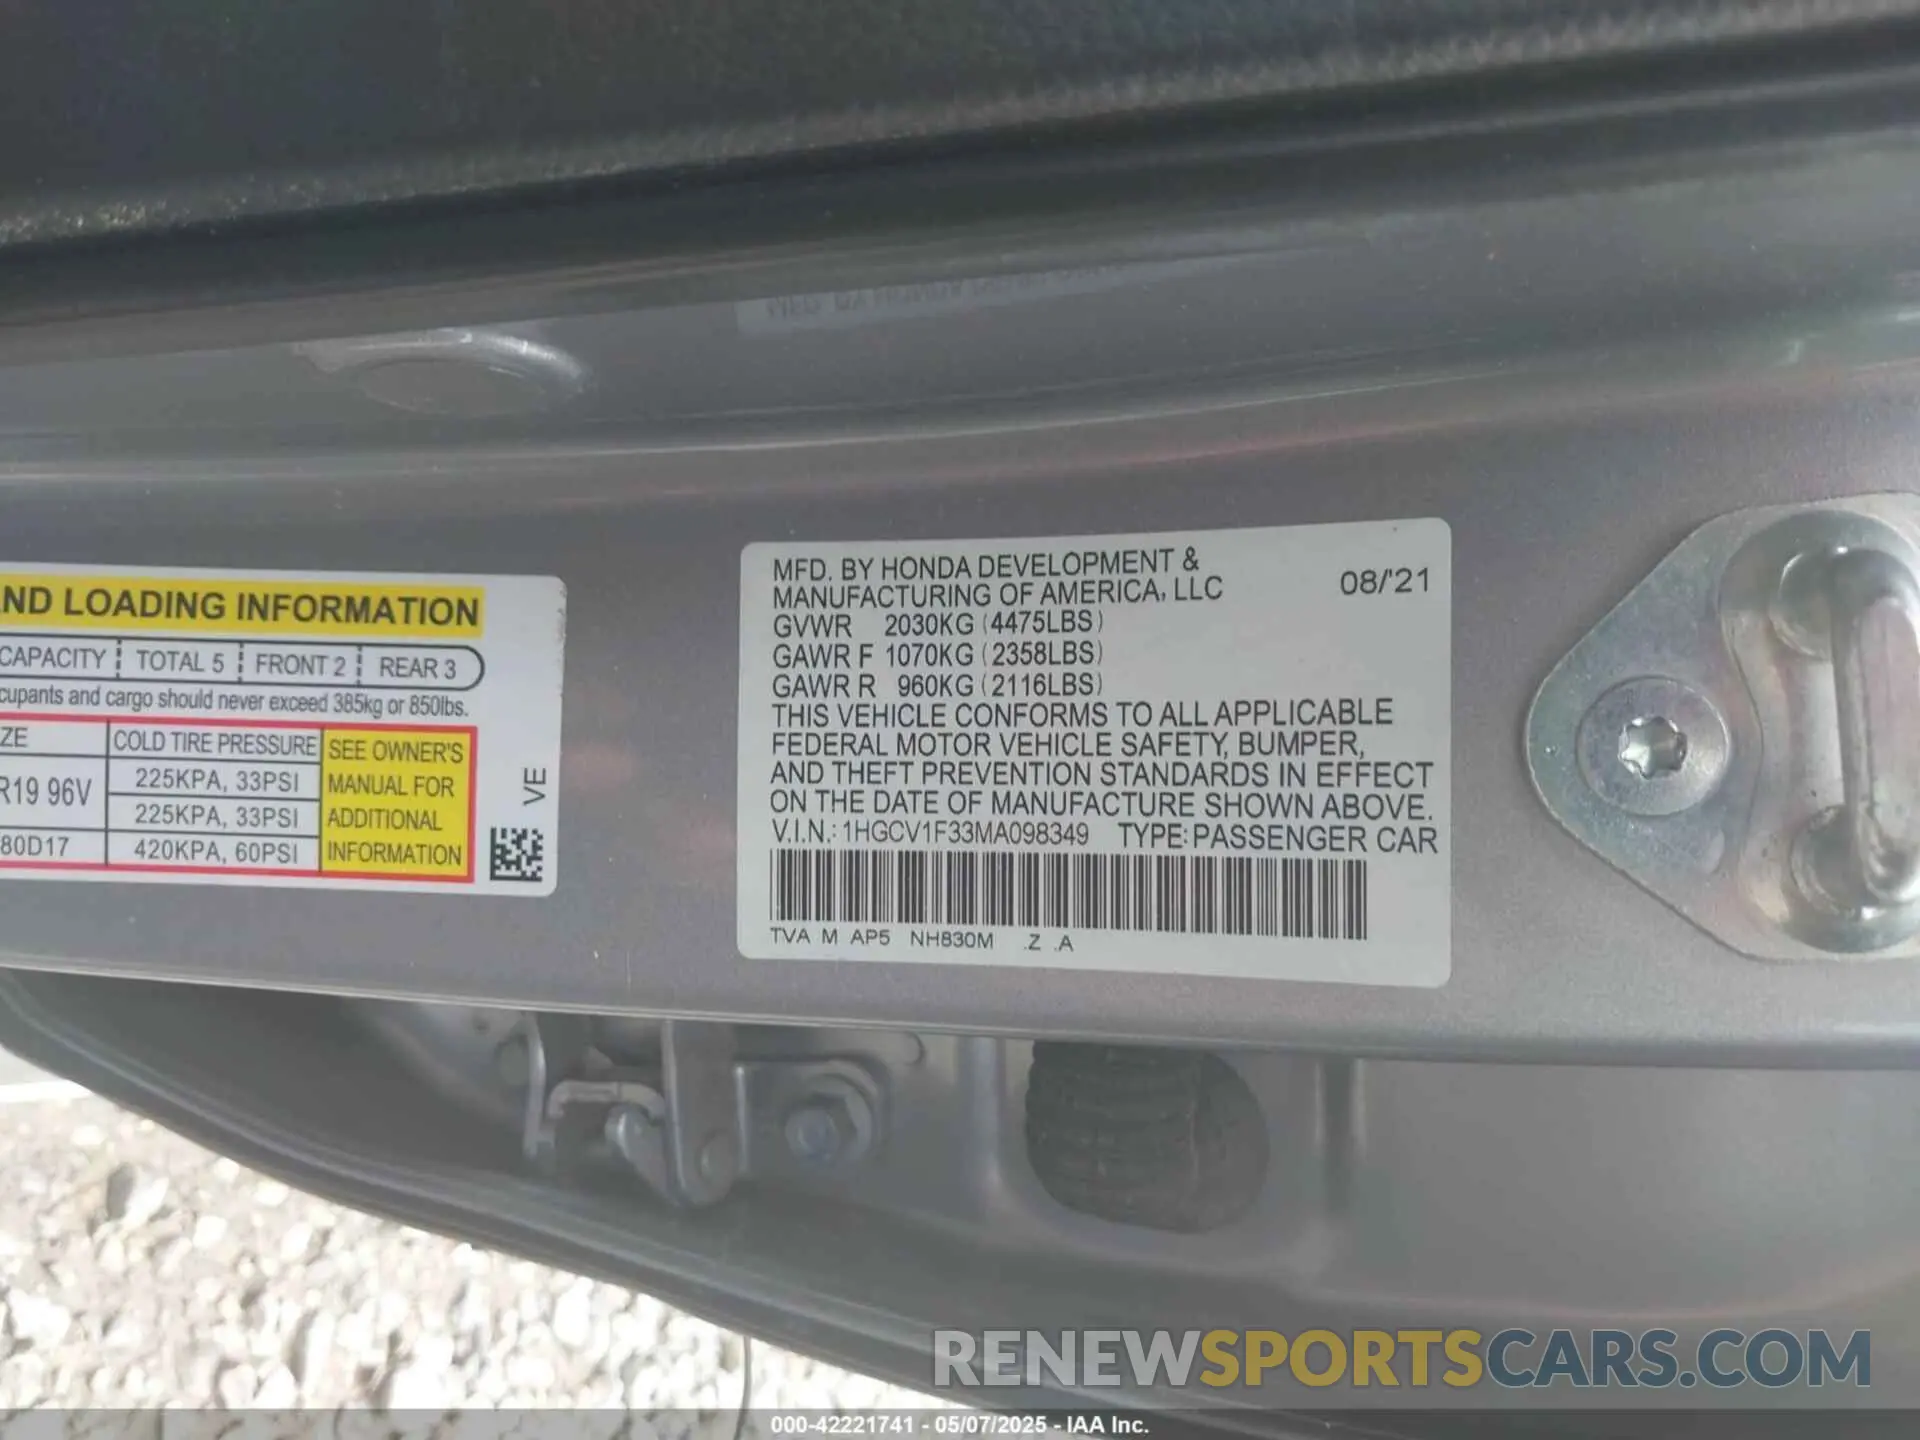 ND LOADING INFORMATION
CAPACITY TOTAL 5 FRONT 2 REAR 3
cupants and cargo should never exceed 385kg or 850lbs.
ZE COLD TIRE PRESSURE SEE OWNER'S MANUAL FOR ADDITIONAL INFORMATION
R19 96V 225KPA, 33PSI
225KPA, 33PSI
80D17 420KPA, 60PSI
VE
MFD. BY HONDA DEVELOPMENT &
MANUFACTURING OF AMERICA, LLC 08/'21
GVWR 2030KG (4475LBS)
GAWR F 1070KG (2358LBS)
GAWR R 960KG (2116LBS)
THIS VEHICLE CONFORMS TO ALL APPLICABLE
FEDERAL MOTOR VEHICLE SAFETY, BUMPER,
AND THEFT PREVENTION STANDARDS IN EFFECT
ON THE DATE OF MANUFACTURE SHOWN ABOVE.
V.I.N.: 1HGCV1F33MA098349 TYPE: PASSENGER CAR
TVA M AP5 NH830M .Z .A
RENEWSPORTSCARS.COM
000-42221741 - 05/07/2025 - IAA Inc.